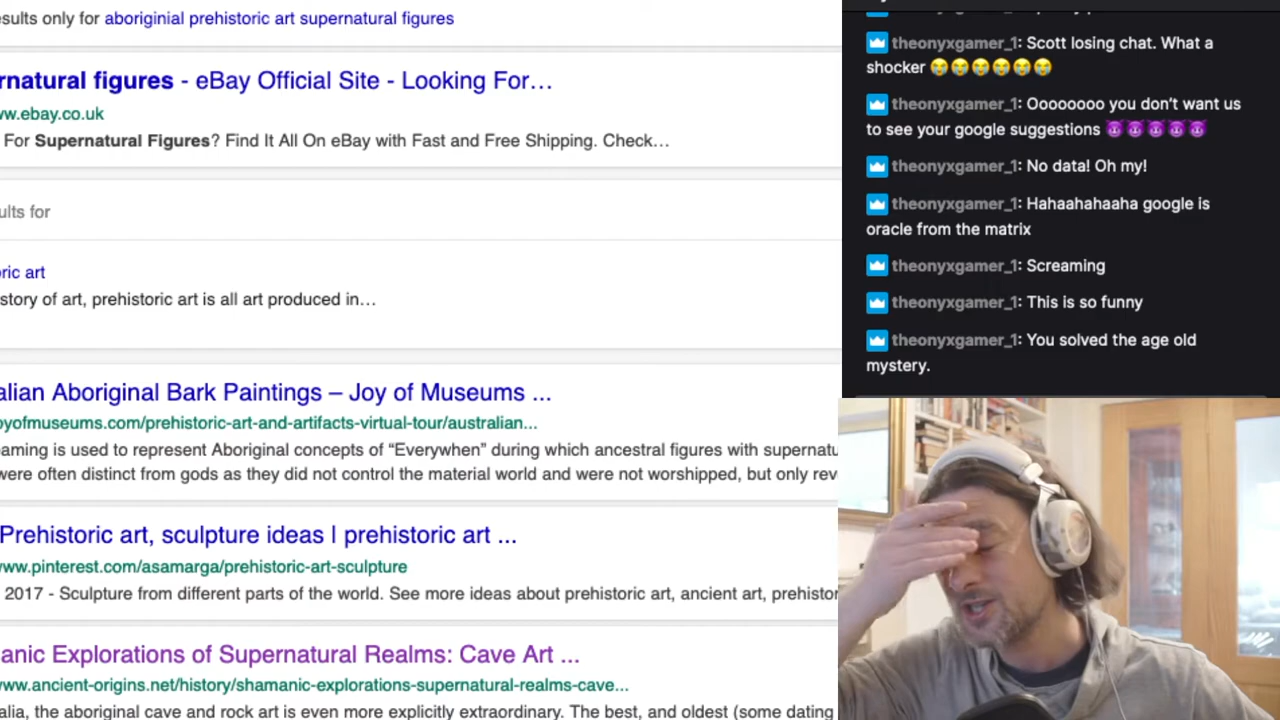 esults only for aboriginial prehistoric art supernatural figures
rnatural figures - eBay Official Site - Looking For…
ww.ebay.co.uk
For Supernatural Figures? Find It All On eBay with Fast and Free Shipping. Check…
ults for
ric art
story of art, prehistoric art is all art produced in…
alian Aboriginal Bark Paintings – Joy of Museums ...
oyofmuseums.com/prehistoric-art-and-artifacts-virtual-tour/australian...
eaming is used to represent Aboriginal concepts of “Everywhen” during which ancestral figures with supernatu
were often distinct from gods as they did not control the material world and were not worshipped, but only reve
Prehistoric art, sculpture ideas | prehistoric art ...
ww.pinterest.com/asamarga/prehistoric-art-sculpture
2017 - Sculpture from different parts of the world. See more ideas about prehistoric art, ancient art, prehistor
anic Explorations of Supernatural Realms: Cave Art ...
ww.ancient-origins.net/history/shamanic-explorations-supernatural-realms-cave...
alia, the aboriginal cave and rock art is even more explicitly extraordinary. The best, and oldest (some dating
theonyxgamer_1: Scott losing chat. What a
shocker 😭😭😭😭😭😭
theonyxgamer_1: Oooooooo you don’t want us
to see your google suggestions 😈😈😈😈😈
theonyxgamer_1: No data! Oh my!
theonyxgamer_1: Hahaahahaaha google is
oracle from the matrix
theonyxgamer_1: Screaming
theonyxgamer_1: This is so funny
theonyxgamer_1: You solved the age old
mystery.